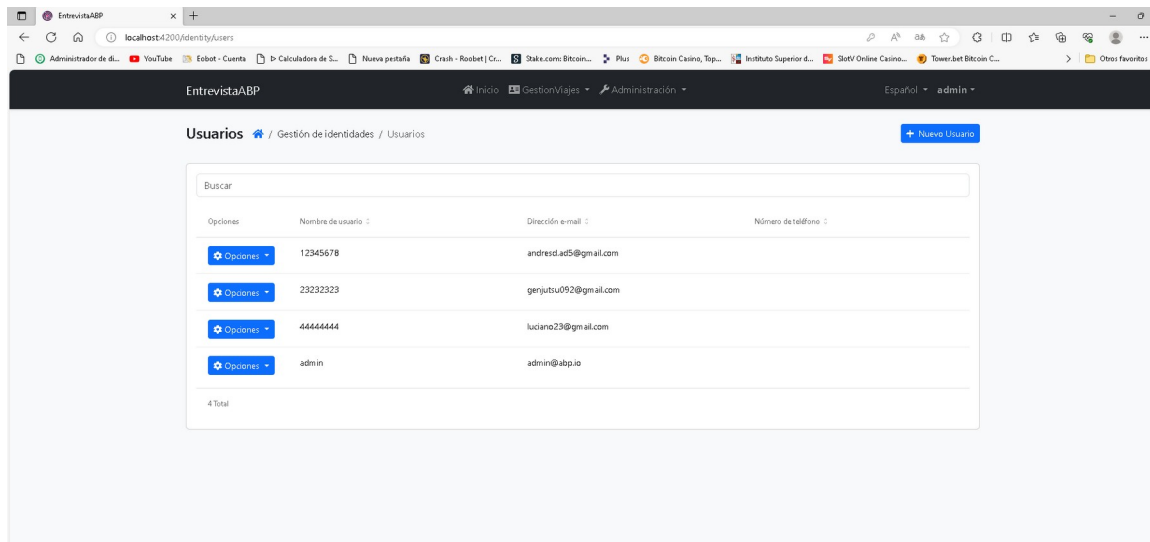 EntrevistaABP
localhost:4200/identity/users
Administrador de di... YouTube Eobot - Cuenta ▷ Calculadora de S... Nueva pestaña Crash - Roobet | Cr... Stake.com: Bitcoin... Plus Bitcoin Casino, Top... Instituto Superior d... SlotV Online Casino... Tower.bet Bitcoin C... Otros favoritos
EntrevistaABP Inicio GestionViajes Administración Español admin
Usuarios / Gestión de identidades / Usuarios + Nuevo Usuario
Buscar
Opciones Nombre de usuario Dirección e-mail Número de teléfono
Opciones 12345678 andresd.ad5@gmail.com
Opciones 23232323 genjutsu092@gmail.com
Opciones 44444444 luciano23@gmail.com
Opciones admin admin@abp.io
4 Total